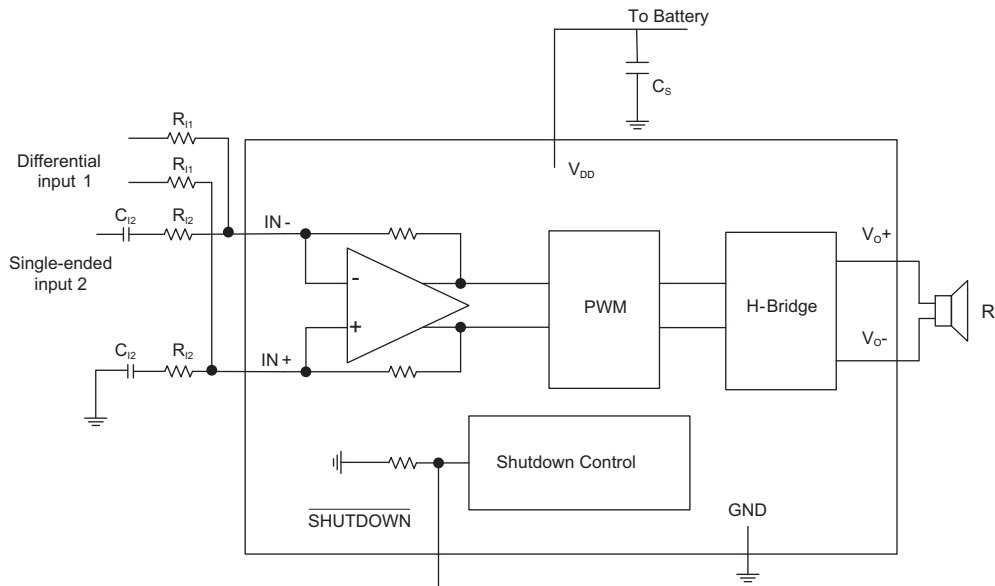 To Battery
C_S
R_I1
Differential
input 1
R_I1
V_DD
C_I2
R_I2
IN -
V_O+
Single-ended
input 2
-
PWM
H-Bridge
R
+
C_I2
R_I2
IN +
V_O-
Shutdown Control
SHUTDOWN
GND